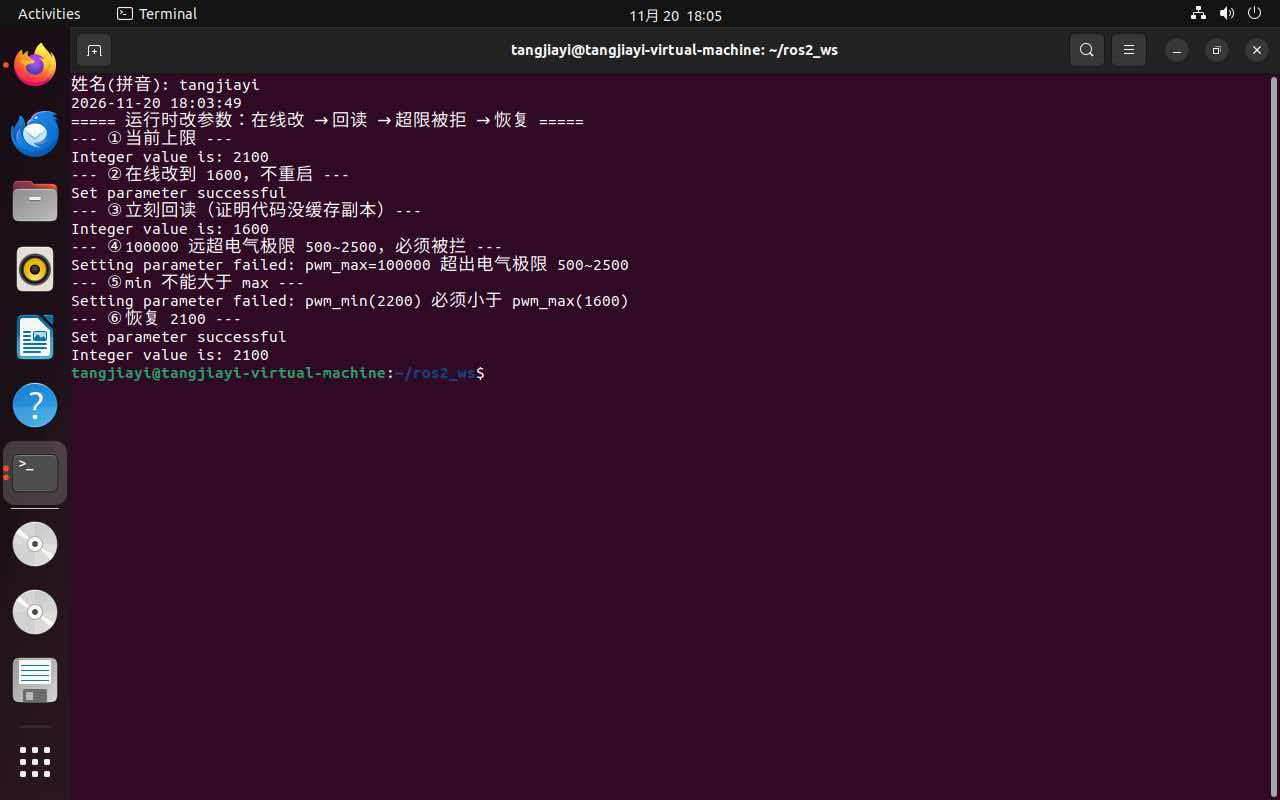 Activities
Terminal
11月 20 18:05
tangjiayi@tangjiayi-virtual-machine: ~/ros2_ws
姓名(拼音): tangjiayi
2026-11-20 18:03:49
===== 运行时改参数：在线改 →回读 →超限被拒 →恢复 =====
--- ①当前上限 ---
Integer value is: 2100
--- ②在线改到 1600，不重启 ---
Set parameter successful
--- ③立刻回读（证明代码没缓存副本）---
Integer value is: 1600
--- ④100000 远超电气极限 500~2500，必须被拦 ---
Setting parameter failed: pwm_max=100000 超出电气极限 500~2500
--- ⑤min 不能大于 max ---
Setting parameter failed: pwm_min(2200) 必须小于 pwm_max(1600)
--- ⑥恢复 2100 ---
Set parameter successful
Integer value is: 2100
tangjiayi@tangjiayi-virtual-machine:~/ros2_ws$